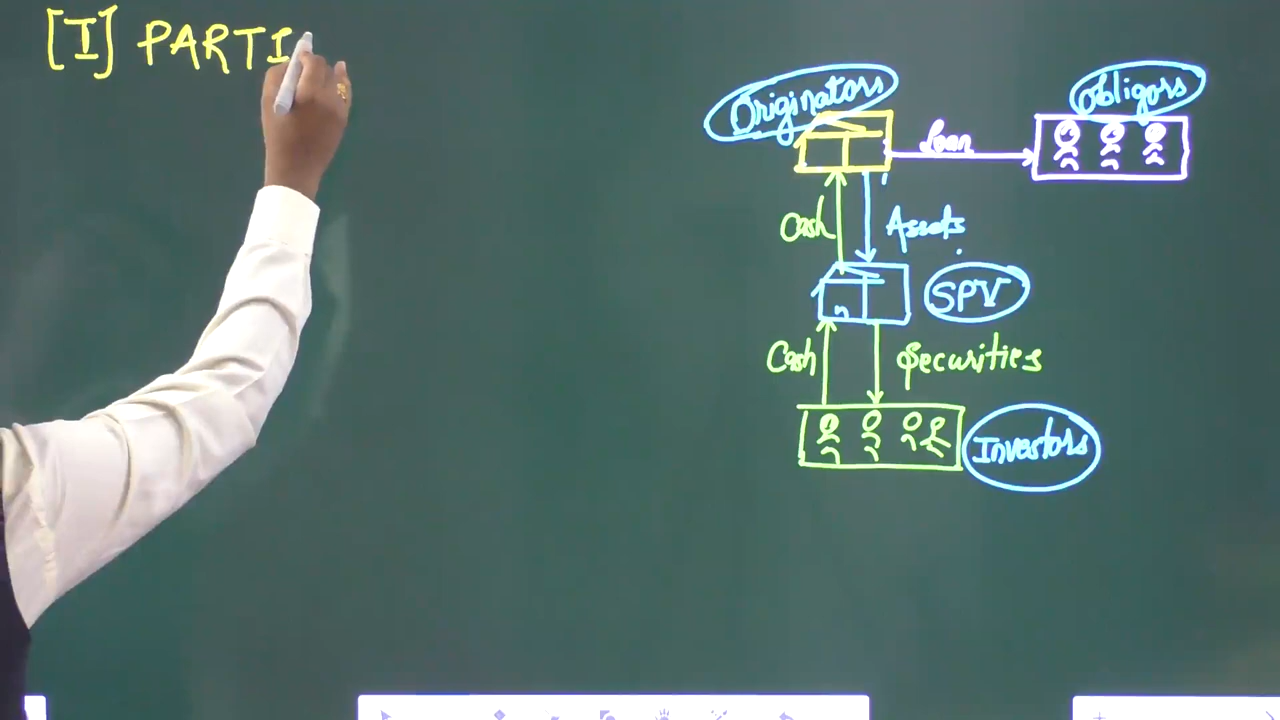 [I] PARTI
Originators
Obligors
Loan
Cash
Assets
SPV
Cash
Securities
Investors